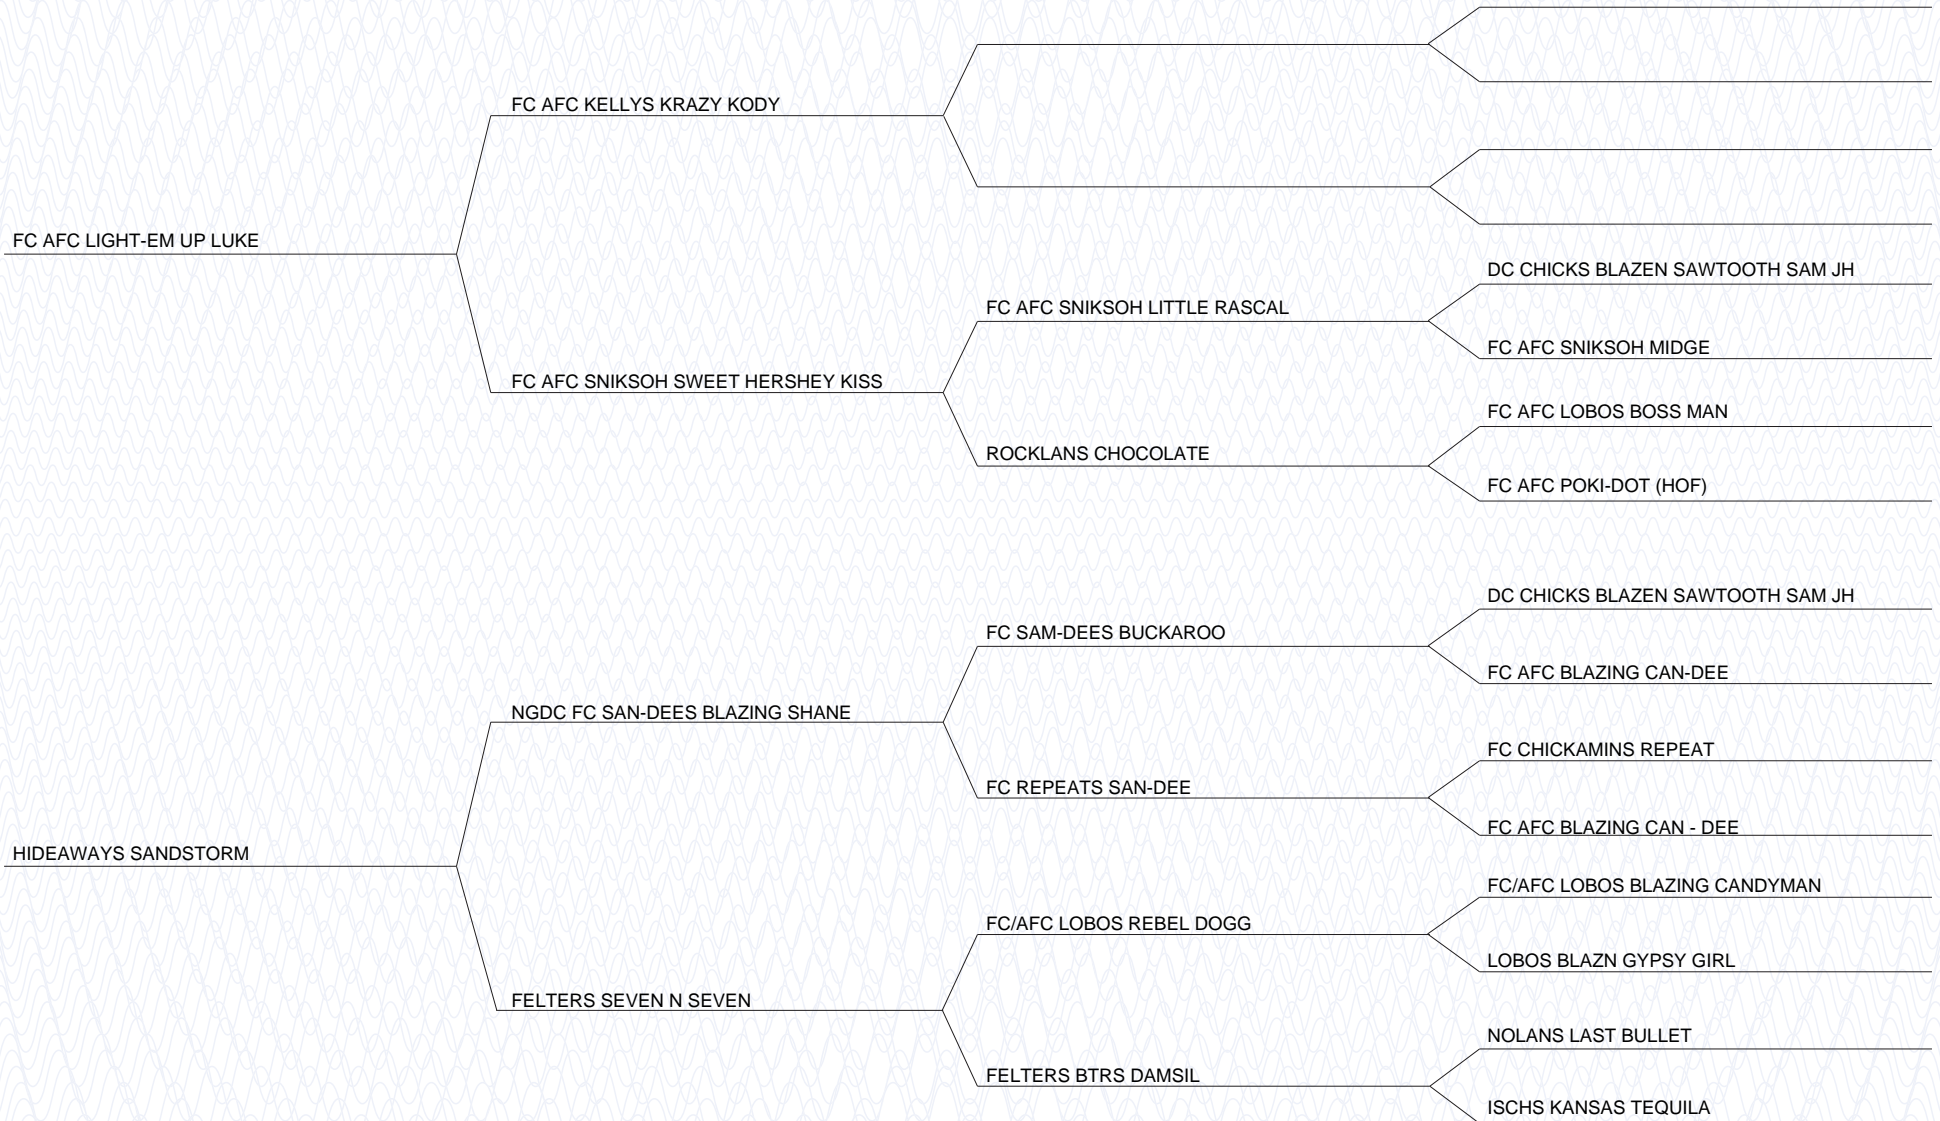 FC AFC KELLYS KRAZY KODY
FC AFC LIGHT-EM UP LUKE
DC CHICKS BLAZEN SAWTOOTH SAM JH
FC AFC SNIKSOH LITTLE RASCAL
FC AFC SNIKSOH MIDGE
FC AFC SNIKSOH SWEET HERSHEY KISS
FC AFC LOBOS BOSS MAN
ROCKLANS CHOCOLATE
FC AFC POKI-DOT (HOF)
DC CHICKS BLAZEN SAWTOOTH SAM JH
FC SAM-DEES BUCKAROO
FC AFC BLAZING CAN-DEE
NGDC FC SAN-DEES BLAZING SHANE
FC CHICKAMINS REPEAT
FC REPEATS SAN-DEE
FC AFC BLAZING CAN - DEE
HIDEAWAYS SANDSTORM
FC/AFC LOBOS BLAZING CANDYMAN
FC/AFC LOBOS REBEL DOGG
LOBOS BLAZN GYPSY GIRL
FELTERS SEVEN N SEVEN
NOLANS LAST BULLET
FELTERS BTRS DAMSIL
ISCHS KANSAS TEQUILA